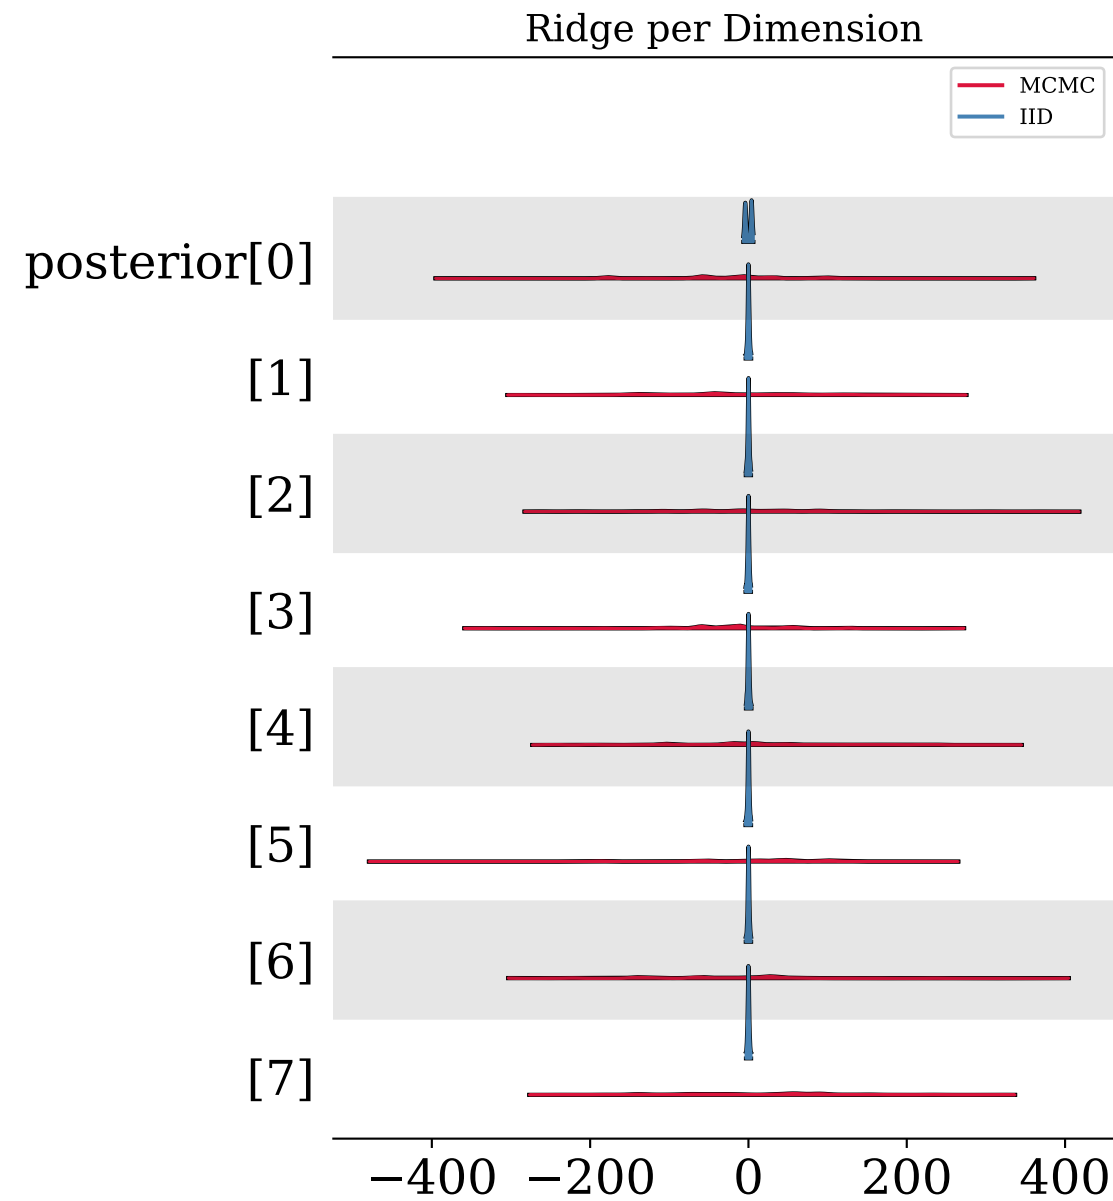 Ridge per Dimension
MCMC
IID
posterior[0]
[1]
[2]
[3]
[4]
[5]
[6]
[7]
−400 −200 0 200 400